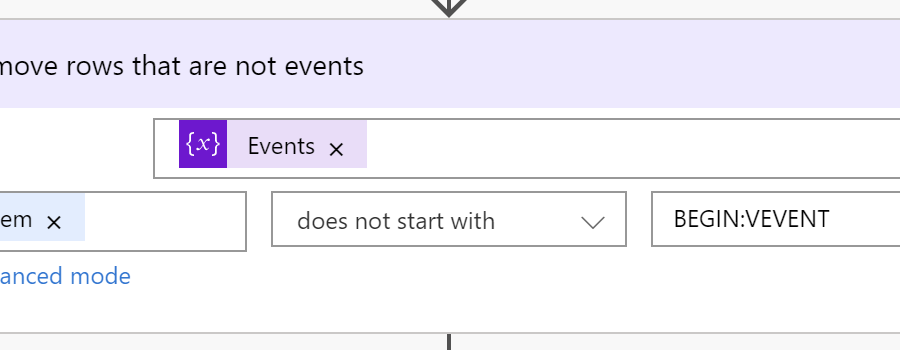 move rows that are not events
{x} Events ×
em × does not start with BEGIN:VEVENT
anced mode